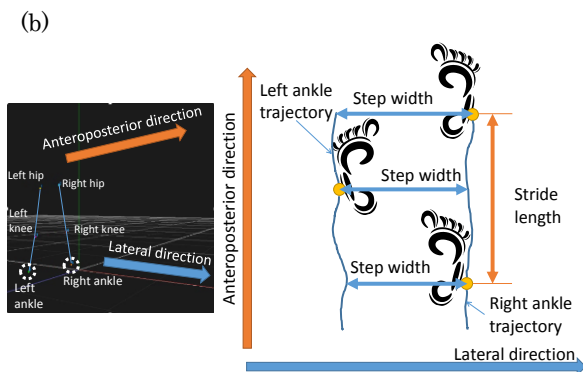 (b)
Anteroposterior direction
Left hip
Right hip
Left
knee
Right knee
Lateral direction
Left
ankle
Right ankle
Anteroposterior direction
Left ankle
trajectory
Step width
Step width
Step width
Stride
length
Right ankle
trajectory
Lateral direction